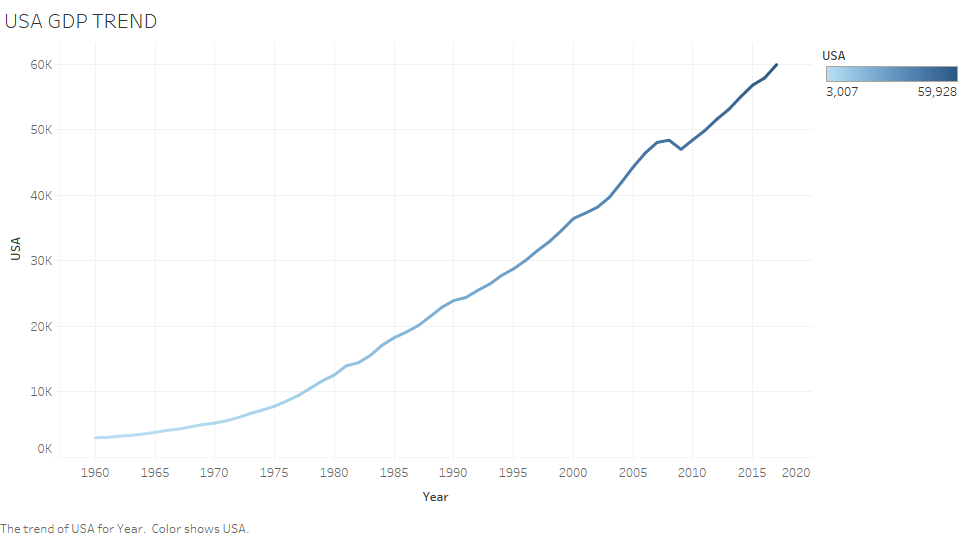 USA GDP TREND
USA
3,007 59,928
60K
50K
40K
30K
20K
10K
0K
USA
1960 1965 1970 1975 1980 1985 1990 1995 2000 2005 2010 2015 2020
Year
The trend of USA for Year. Color shows USA.